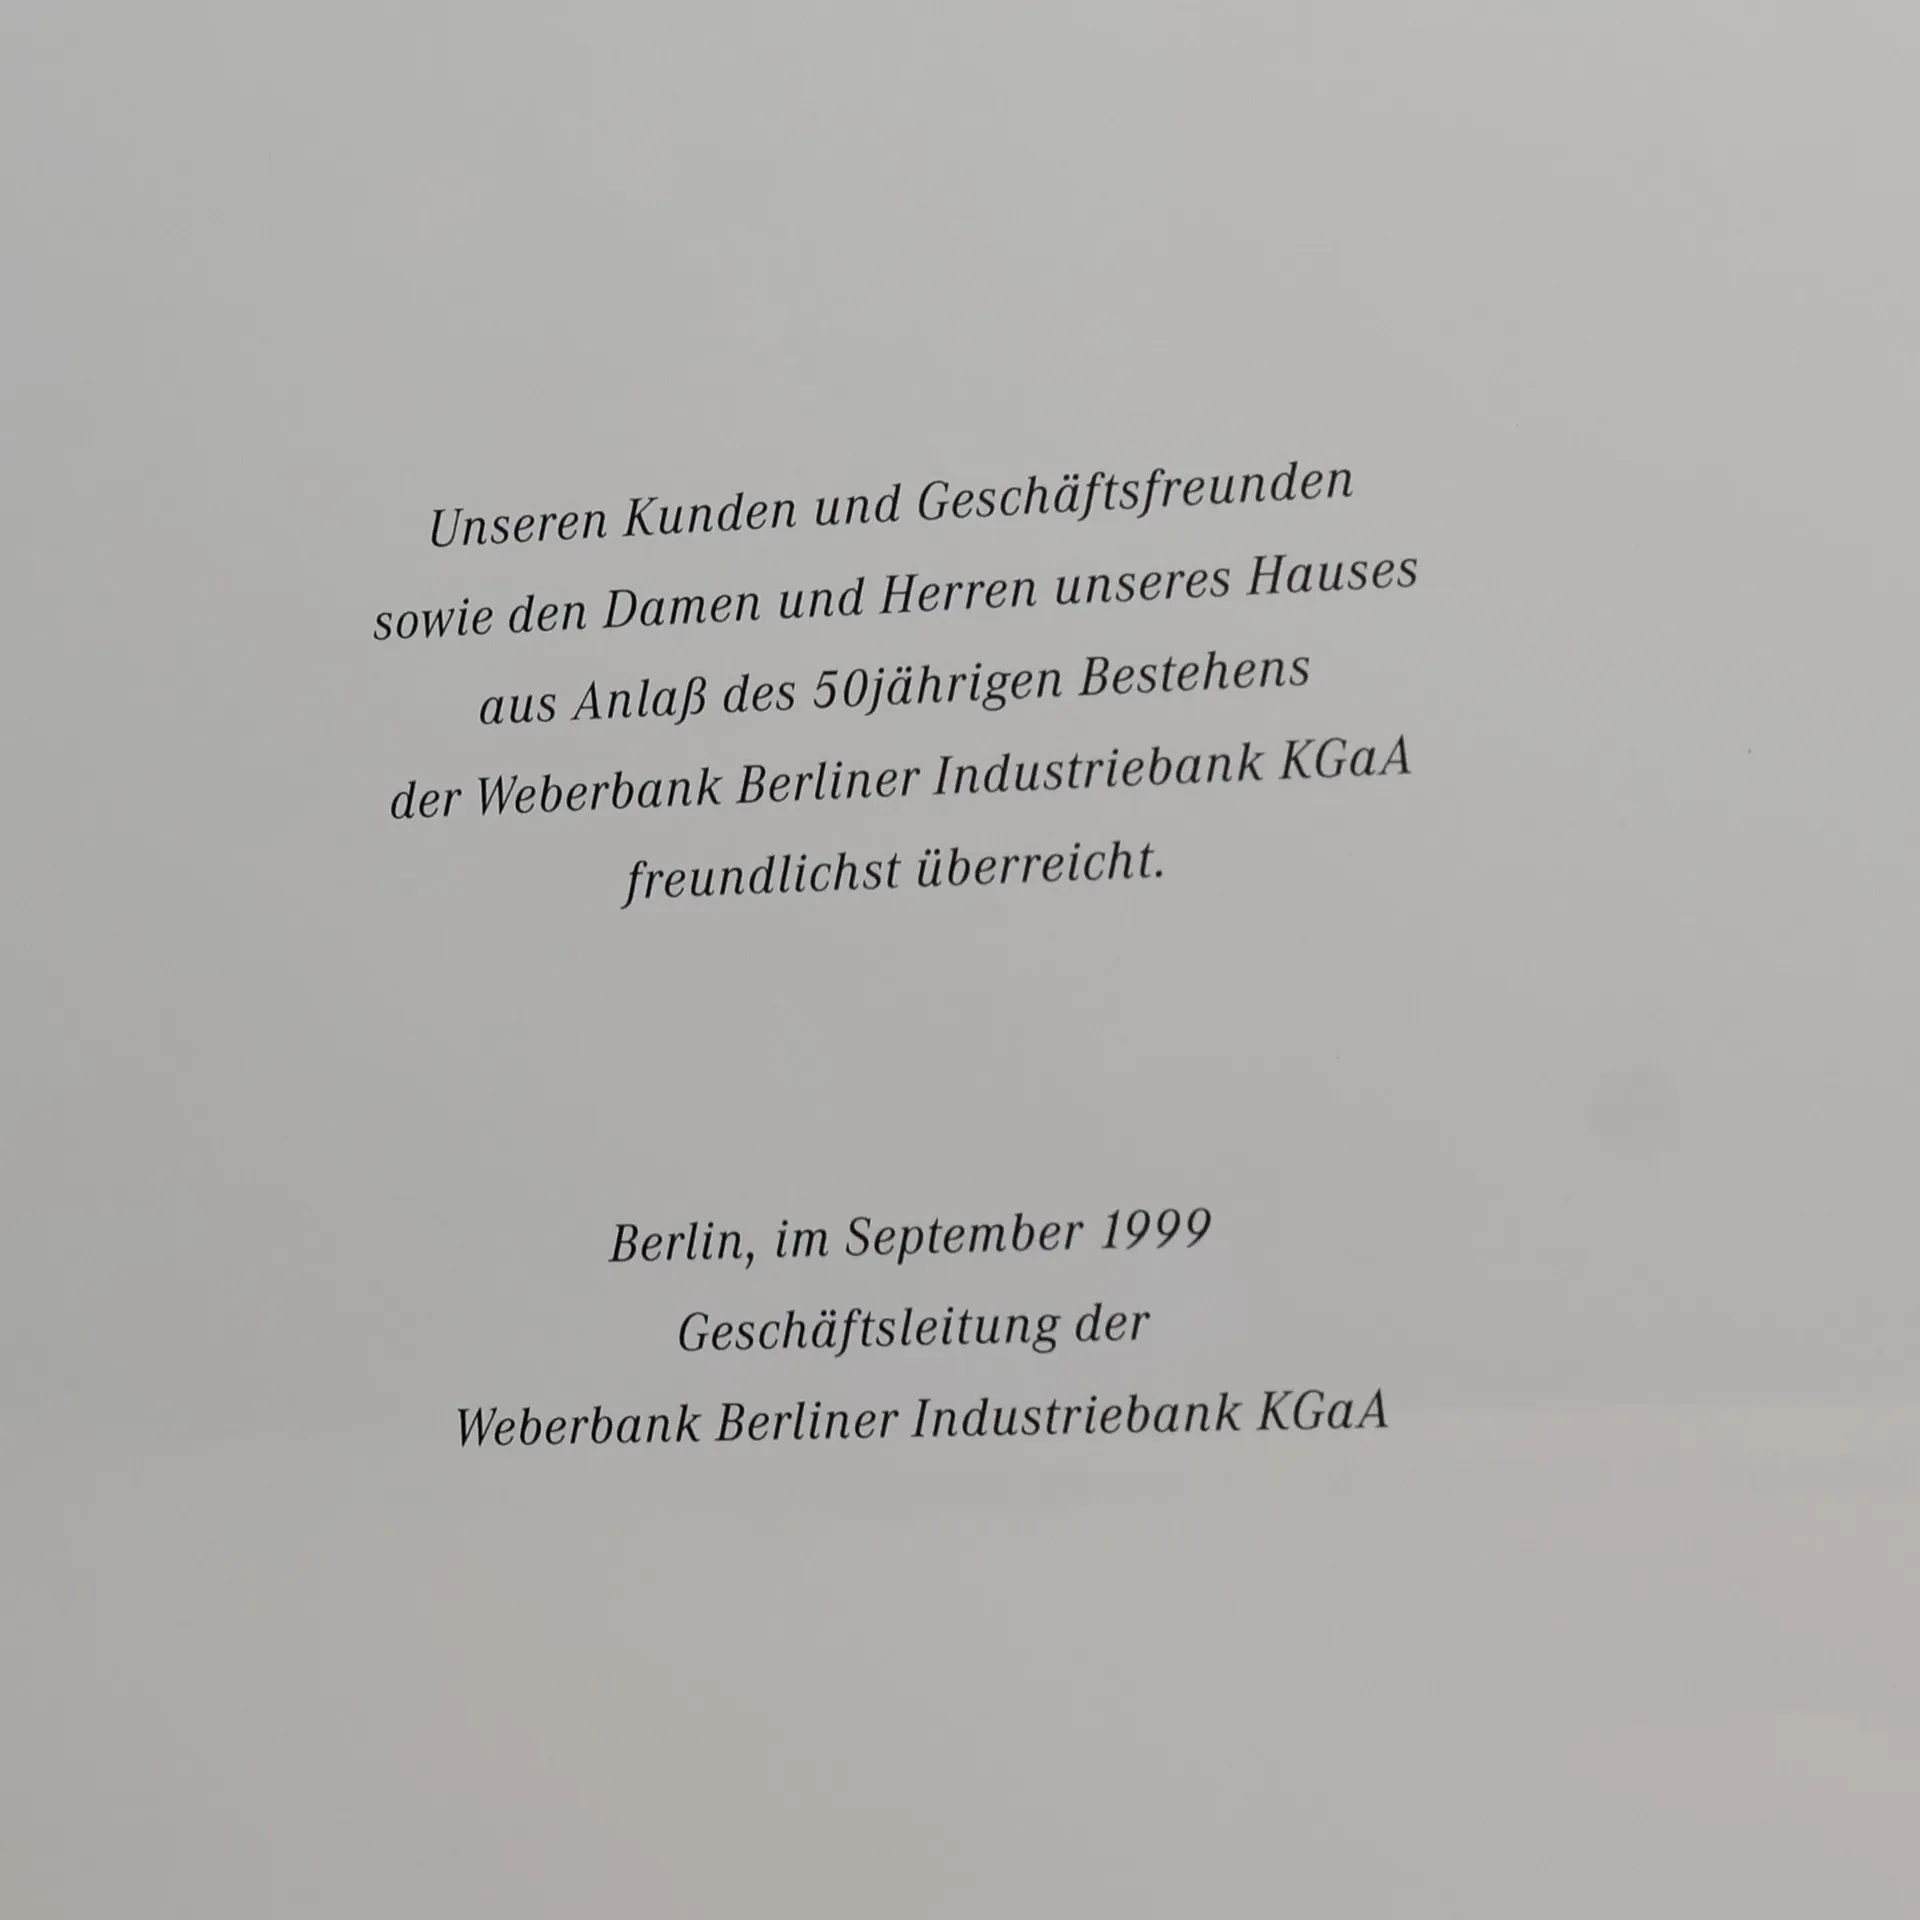 Unseren Kunden und Geschäftsfreunden
sowie den Damen und Herren unseres Hauses
aus Anlaß des 50jährigen Bestehens
der Weberbank Berliner Industriebank KGaA
freundlichst überreicht.
Berlin, im September 1999
Geschäftsleitung der
Weberbank Berliner Industriebank KGaA